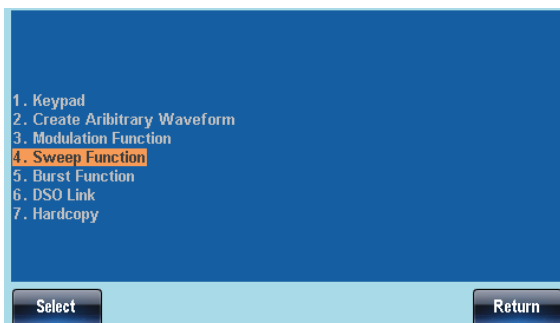 1. Keypad
2. Create Aribitrary Waveform
3. Modulation Function
4. Sweep Function
5. Burst Function
6. DSO Link
7. Hardcopy
Select
Return